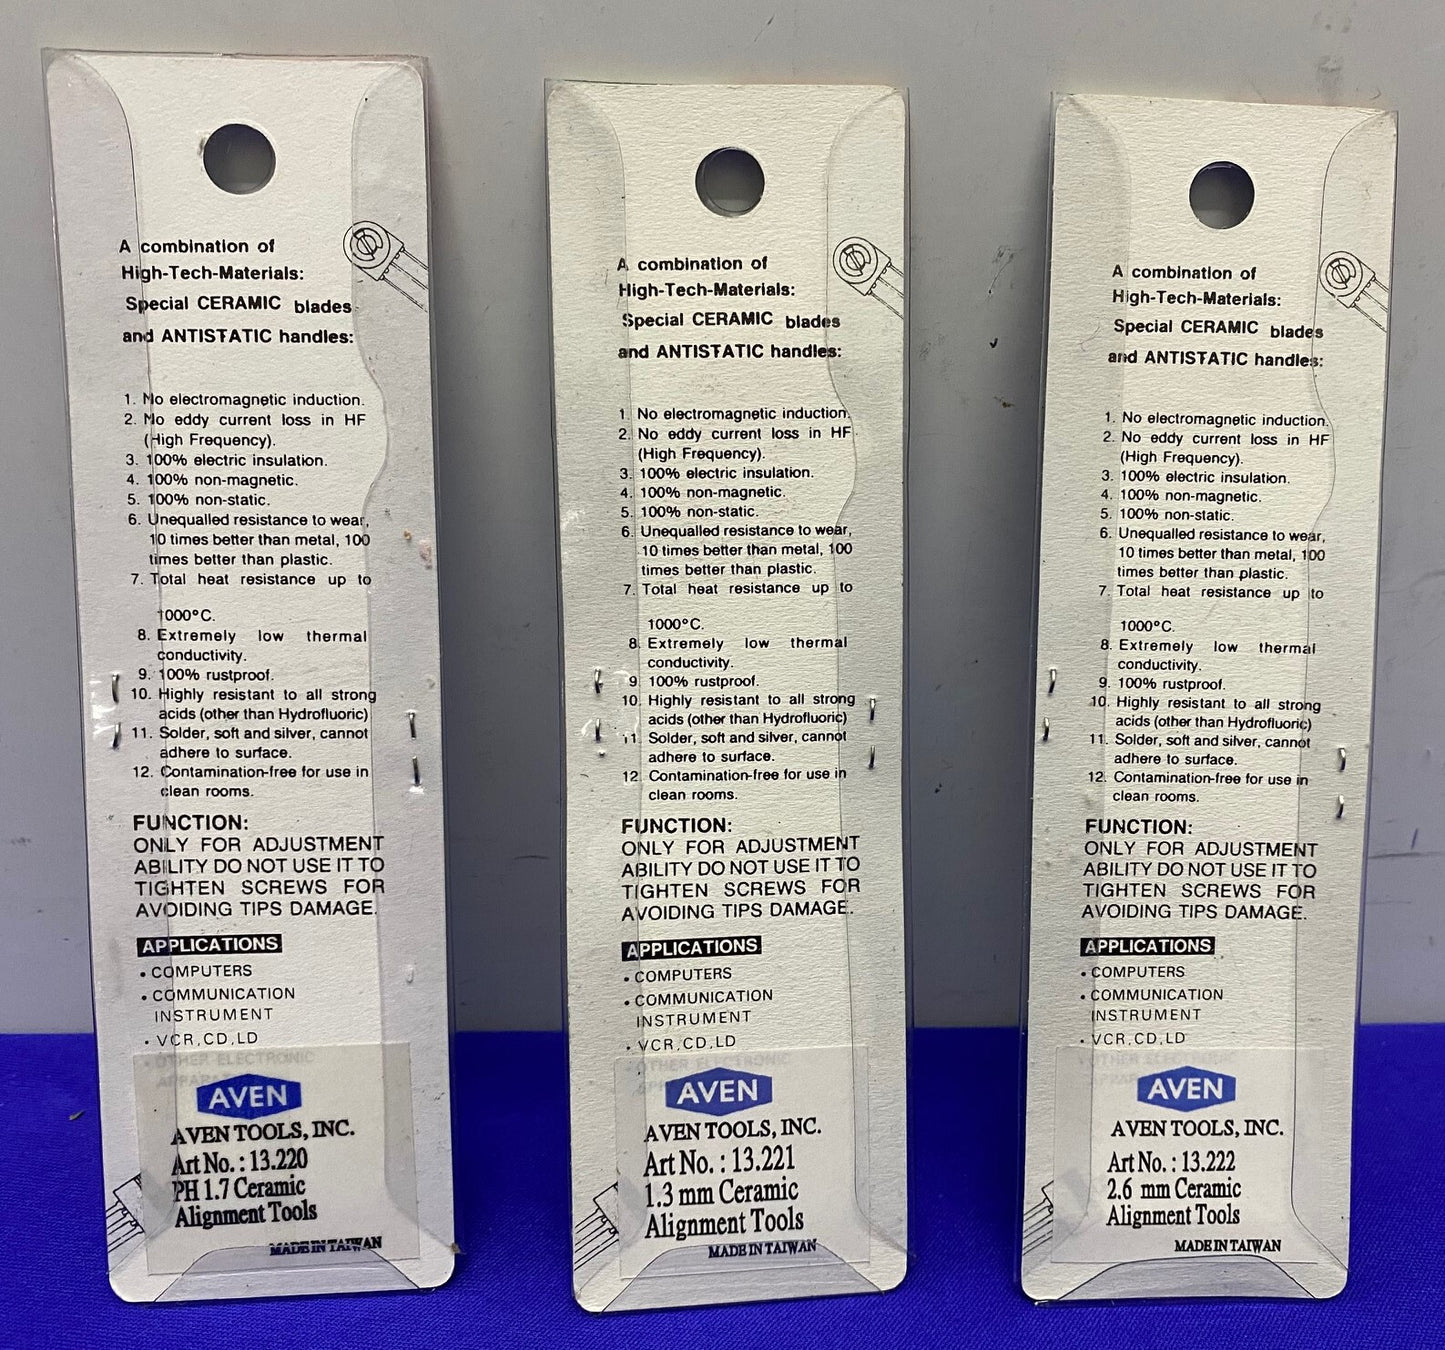 A combination of
High-Tech-Materials:
Special CERAMIC blades
and ANTISTATIC handles:
1. No electromagnetic induction.
2. No eddy current loss in HF
(High Frequency).
3. 100% electric insulation.
4. 100% non-magnetic.
5. 100% non-static.
6. Unequalled resistance to wear,
10 times better than metal, 100
times better than plastic.
7. Total heat resistance up to
1000°C.
8. Extremely low thermal
conductivity.
9. 100% rustproof.
10. Highly resistant to all strong
acids (other than Hydrofluoric)
11. Solder, soft and silver, cannot
adhere to surface.
12. Contamination-free for use in
clean rooms.
FUNCTION:
ONLY FOR ADJUSTMENT
ABILITY DO NOT USE IT TO
TIGHTEN SCREWS FOR
AVOIDING TIPS DAMAGE.
APPLICATIONS
• COMPUTERS
• COMMUNICATION
INSTRUMENT
• VCR,CD,LD
• OTHER ELECTRONIC
AVEN
AVEN TOOLS, INC.
Art No. : 13.220
PH 1.7 Ceramic
Alignment Tools
MADE IN TAIWAN
A combination of
High-Tech-Materials:
Special CERAMIC blades
and ANTISTATIC handles:
1. No electromagnetic induction.
2. No eddy current loss in HF
(High Frequency).
3. 100% electric insulation.
4. 100% non-magnetic.
5. 100% non-static.
6. Unequalled resistance to wear,
10 times better than metal, 100
times better than plastic.
7. Total heat resistance up to
1000°C.
8. Extremely low thermal
conductivity.
9. 100% rustproof.
10. Highly resistant to all strong
acids (other than Hydrofluoric)
11. Solder, soft and silver, cannot
adhere to surface.
12. Contamination-free for use in
clean rooms.
FUNCTION:
ONLY FOR ADJUSTMENT
ABILITY DO NOT USE IT TO
TIGHTEN SCREWS FOR
AVOIDING TIPS DAMAGE.
APPLICATIONS
• COMPUTERS
• COMMUNICATION
INSTRUMENT
• VCR,CD,LD
• OTHER ELECTRONIC
AVEN
AVEN TOOLS, INC.
Art No. : 13.221
1.3 mm Ceramic
Alignment Tools
MADE IN TAIWAN
A combination of
High-Tech-Materials:
Special CERAMIC blades
and ANTISTATIC handles:
1. No electromagnetic induction.
2. No eddy current loss in HF
(High Frequency).
3. 100% electric insulation.
4. 100% non-magnetic.
5. 100% non-static.
6. Unequalled resistance to wear,
10 times better than metal, 100
times better than plastic.
7. Total heat resistance up to
1000°C.
8. Extremely low thermal
conductivity.
9. 100% rustproof.
10. Highly resistant to all strong
acids (other than Hydrofluoric)
11. Solder, soft and silver, cannot
adhere to surface.
12. Contamination-free for use in
clean rooms.
FUNCTION:
ONLY FOR ADJUSTMENT
ABILITY DO NOT USE IT TO
TIGHTEN SCREWS FOR
AVOIDING TIPS DAMAGE.
APPLICATIONS
• COMPUTERS
• COMMUNICATION
INSTRUMENT
• VCR,CD,LD
• OTHER ELECTRONIC
AVEN
AVEN TOOLS, INC.
Art No. : 13.222
2.6 mm Ceramic
Alignment Tools
MADE IN TAIWAN